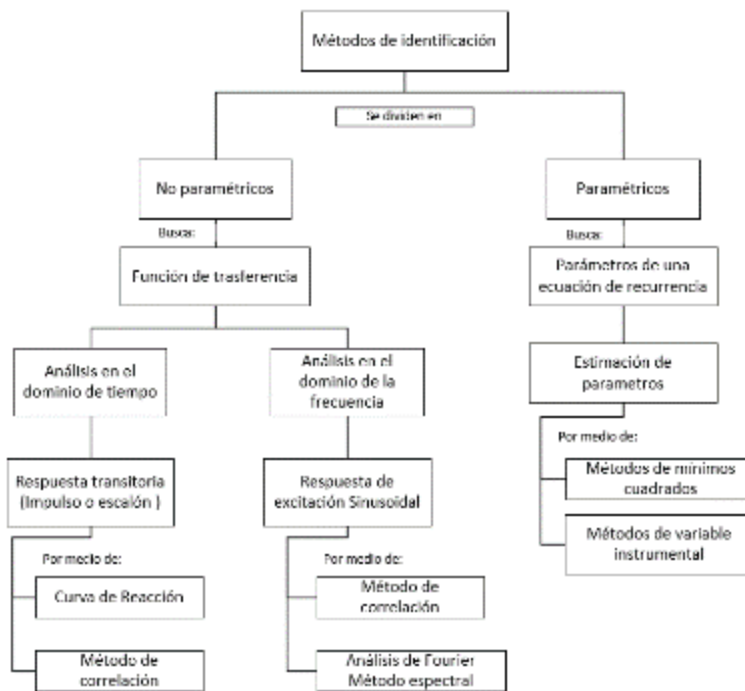 Métodos de identificación
Se dividen en
No paramétricos
Paramétricos
Busca:
Busca:
Función de trasferencia
Parámetros de una
ecuación de recurrencia
Análisis en el
dominio de tiempo
Análisis en el
dominio de la
frecuencia
Estimación de
parametros
Por medio de:
Respuesta transitoria
(Impulso o escalón )
Respuesta de
excitación Sinusoidal
Métodos de mínimos
cuadrados
Métodos de variable
instrumental
Por medio de:
Por medio de:
Curva de Reacción
Método de
correlación
Método de
correlación
Análisis de Fourier
Método espectral